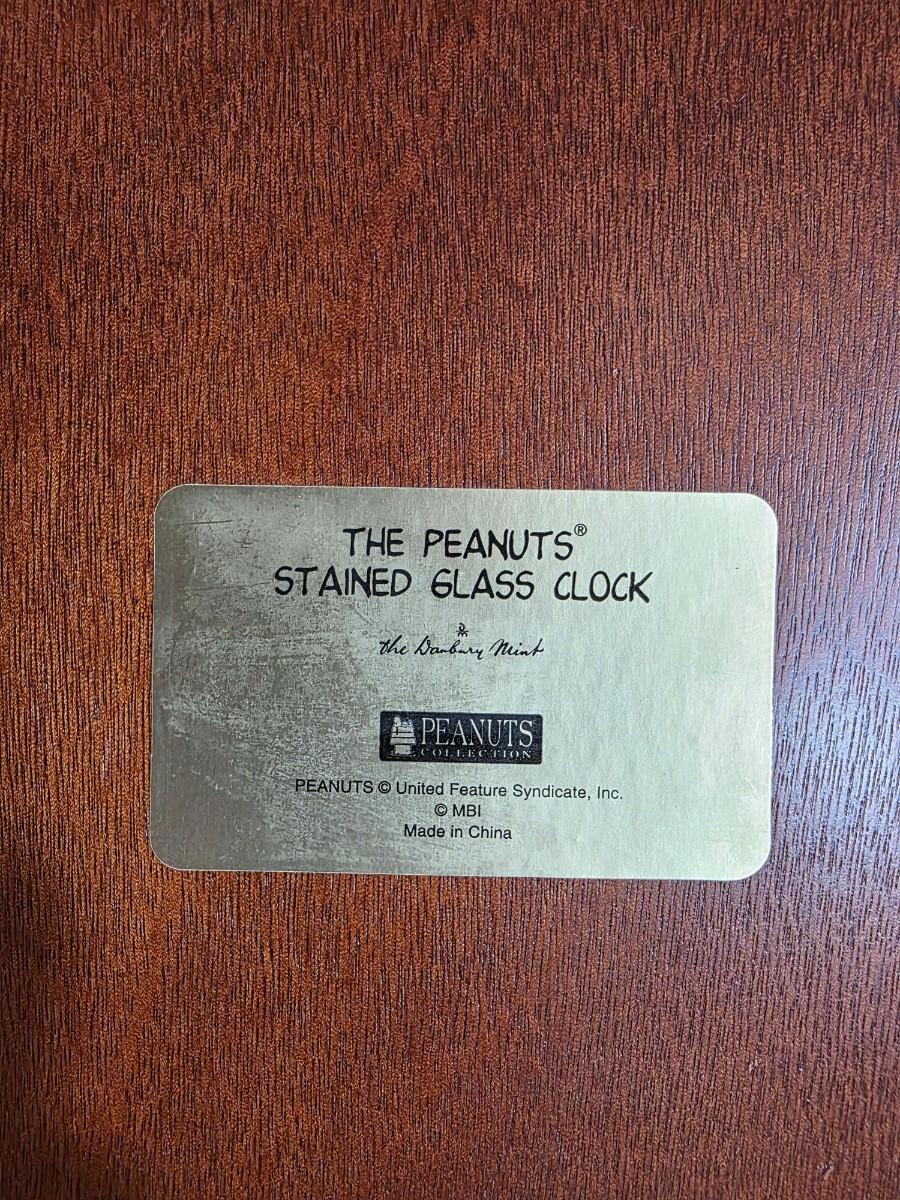 THE PEANUTS®
STAINED GLASS CLOCK
The Danbury Mint
PEANUTS
COLLECTION
PEANUTS © United Feature Syndicate, Inc.
© MBI
Made in China